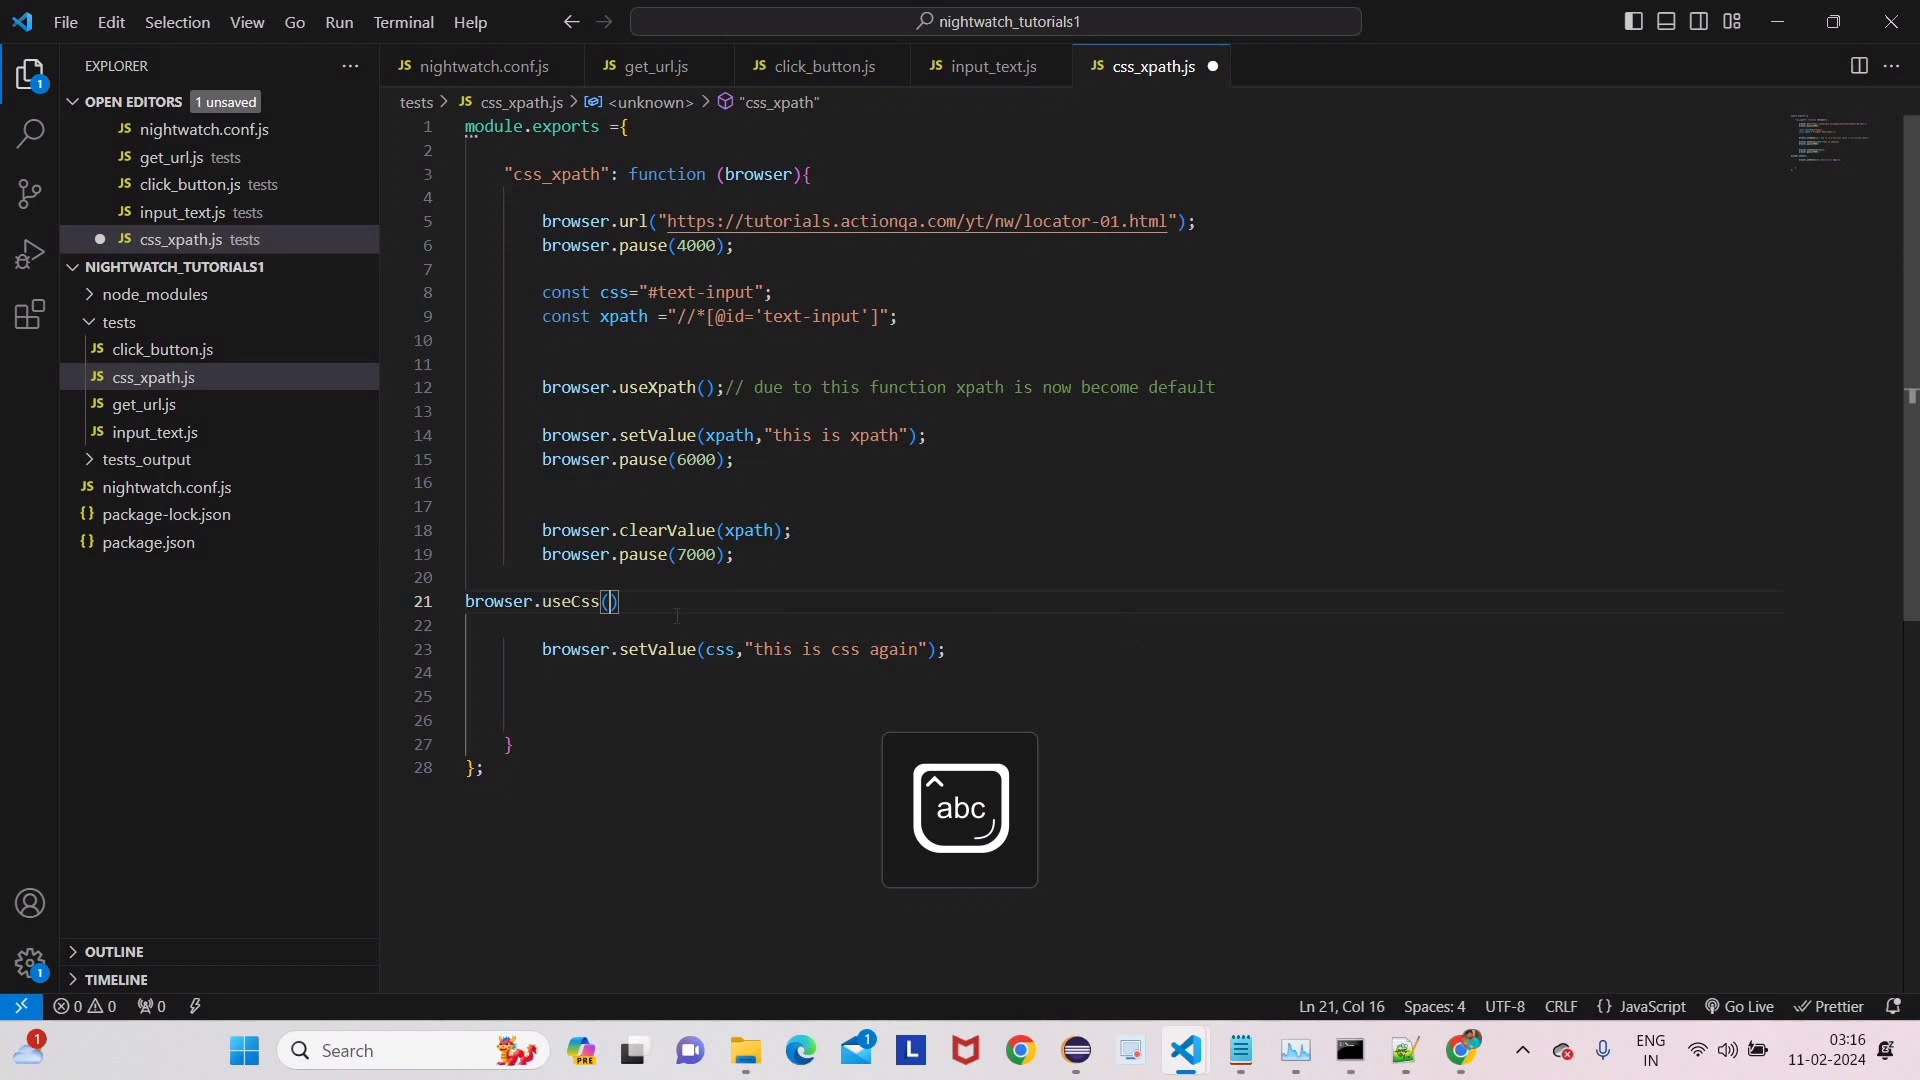 File Edit Selection View Go Run Terminal Help
nightwatch_tutorials1
EXPLORER
OPEN EDITORS 1 unsaved
JS nightwatch.conf.js
JS get_url.js tests
JS click_button.js tests
JS input_text.js tests
JS css_xpath.js tests
NIGHTWATCH_TUTORIALS1
node_modules
tests
JS click_button.js
JS css_xpath.js
JS get_url.js
JS input_text.js
tests_output
JS nightwatch.conf.js
{} package-lock.json
{} package.json
OUTLINE
TIMELINE
JS nightwatch.conf.js JS get_url.js JS click_button.js JS input_text.js JS css_xpath.js
tests > JS css_xpath.js > <unknown> > "css_xpath"
1 module.exports ={
2
3 "css_xpath": function (browser){
4
5 browser.url("https://tutorials.actionqa.com/yt/nw/locator-01.html");
6 browser.pause(4000);
7
8 const css="#text-input";
9 const xpath ="//*[@id='text-input']";
10
11
12 browser.useXpath();// due to this function xpath is now become default
13
14 browser.setValue(xpath,"this is xpath");
15 browser.pause(6000);
16
17
18 browser.clearValue(xpath);
19 browser.pause(7000);
20
21 browser.useCss()
22
23 browser.setValue(css,"this is css again");
24
25
26
27 }
28 };
abc
1
1
0 0 0
Ln 21, Col 16 Spaces: 4 UTF-8 CRLF {} JavaScript Go Live Prettier
1 Search PRE 1 L
ENG
IN
03:16
11-02-2024